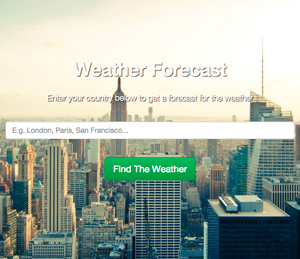 Weather Forecast
Enter your country below to get a forecast for the weather.
E.g. London, Paris, San Francisco...
Find The Weather